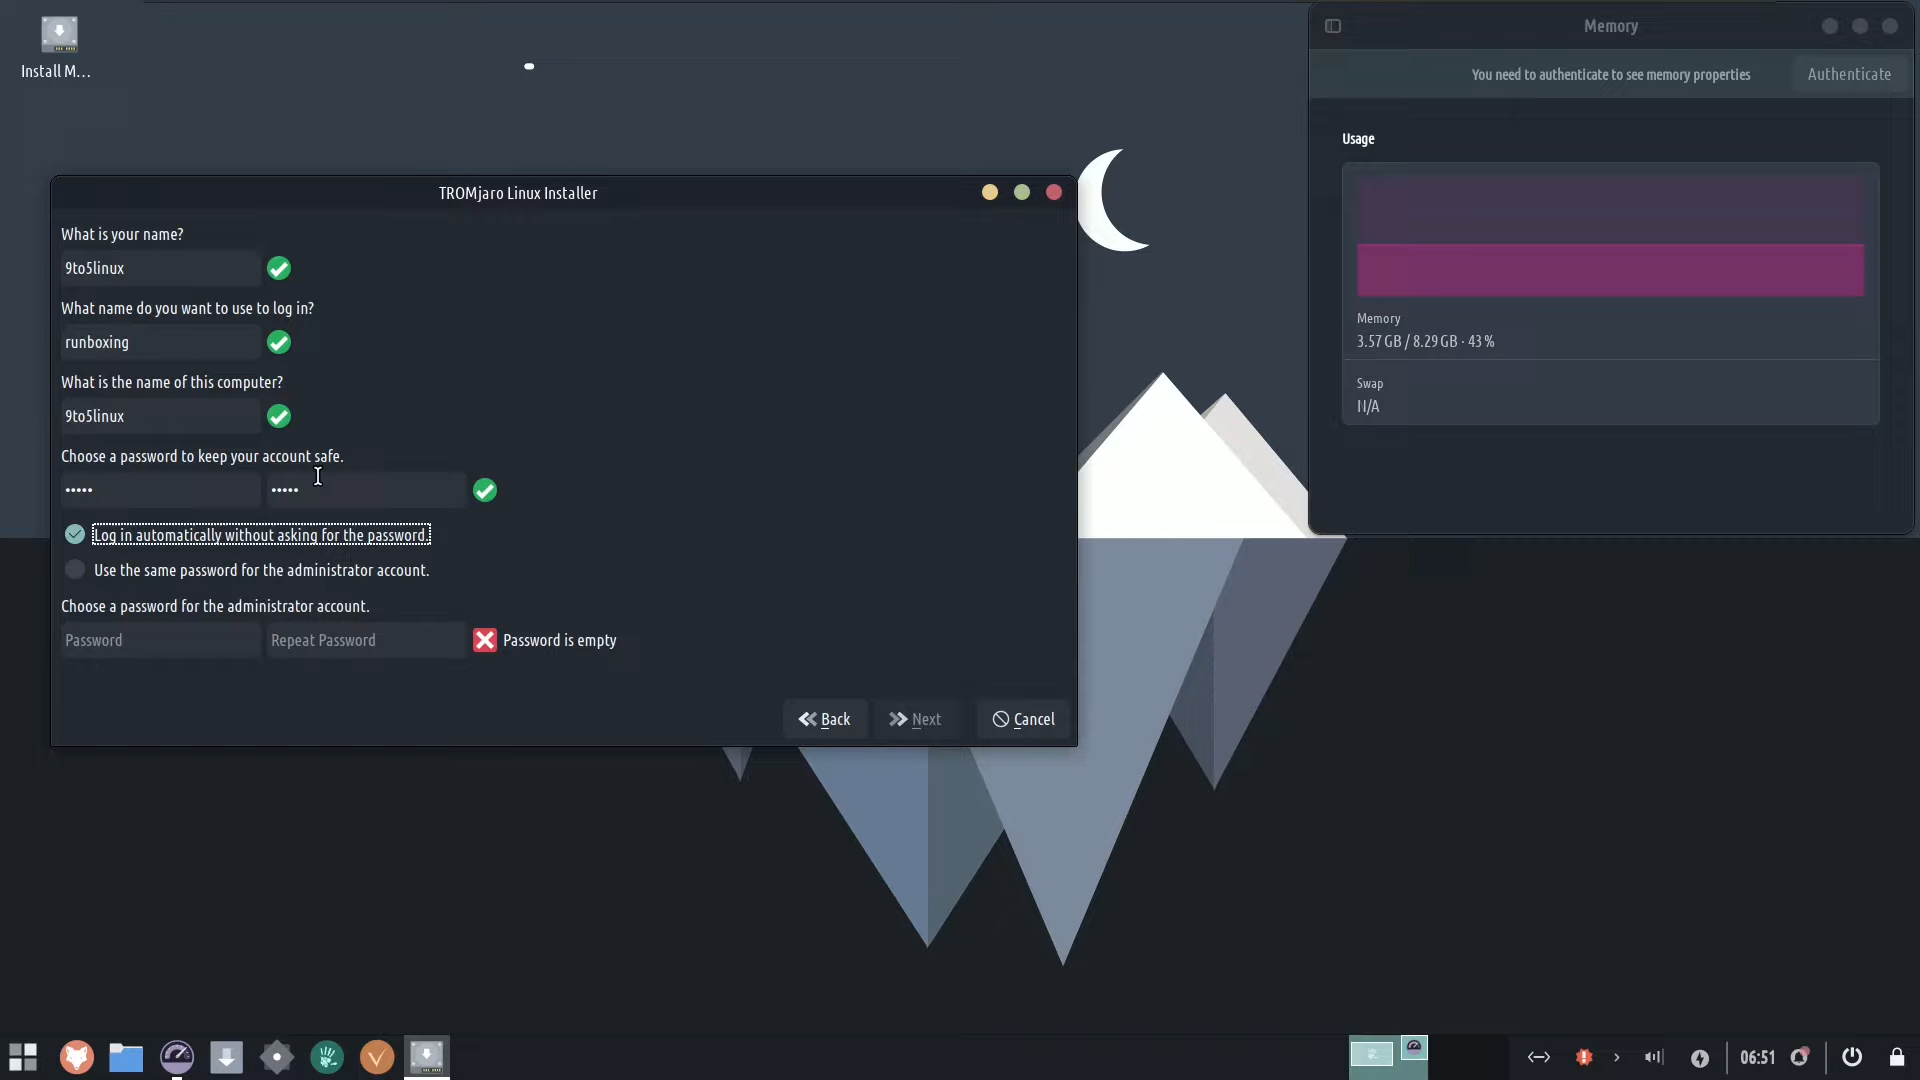 Install M...
Memory
You need to authenticate to see memory properties
Authenticate
Usage
Memory
3.57 GB / 8.29 GB · 43 %
Swap
N/A
TROMjaro Linux Installer
What is your name?
9to5linux
What name do you want to use to log in?
runboxing
What is the name of this computer?
9to5linux
Choose a password to keep your account safe.
••••• •••••
Log in automatically without asking for the password.
Use the same password for the administrator account.
Choose a password for the administrator account.
Password Repeat Password Password is empty
Back Next Cancel
06:51